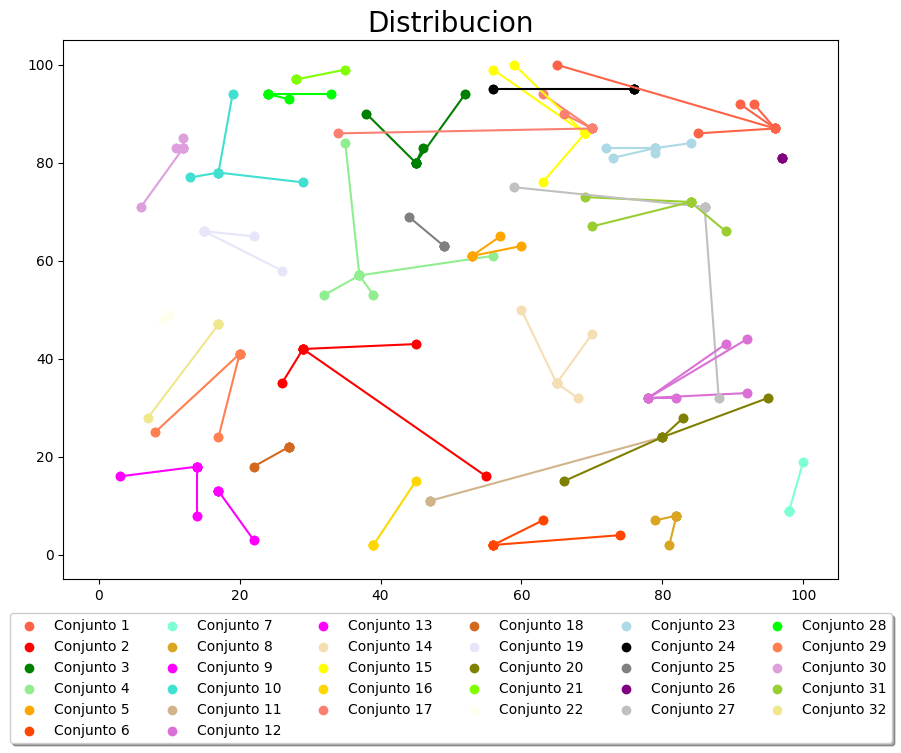 Distribucion
100
80
60
40
20
0
0 20 40 60 80 100
Conjunto 1 Conjunto 7 Conjunto 13 Conjunto 18 Conjunto 23 Conjunto 28
Conjunto 2 Conjunto 8 Conjunto 14 Conjunto 19 Conjunto 24 Conjunto 29
Conjunto 3 Conjunto 9 Conjunto 15 Conjunto 20 Conjunto 25 Conjunto 30
Conjunto 4 Conjunto 10 Conjunto 16 Conjunto 21 Conjunto 26 Conjunto 31
Conjunto 5 Conjunto 11 Conjunto 17 Conjunto 22 Conjunto 27 Conjunto 32
Conjunto 6 Conjunto 12